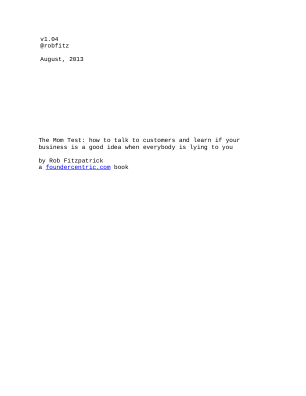 v1.04
@robfitz
August, 2013
The Mom Test: how to talk to customers and learn if your
business is a good idea when everybody is lying to you
by Rob Fitzpatrick
a foundercentric.com book